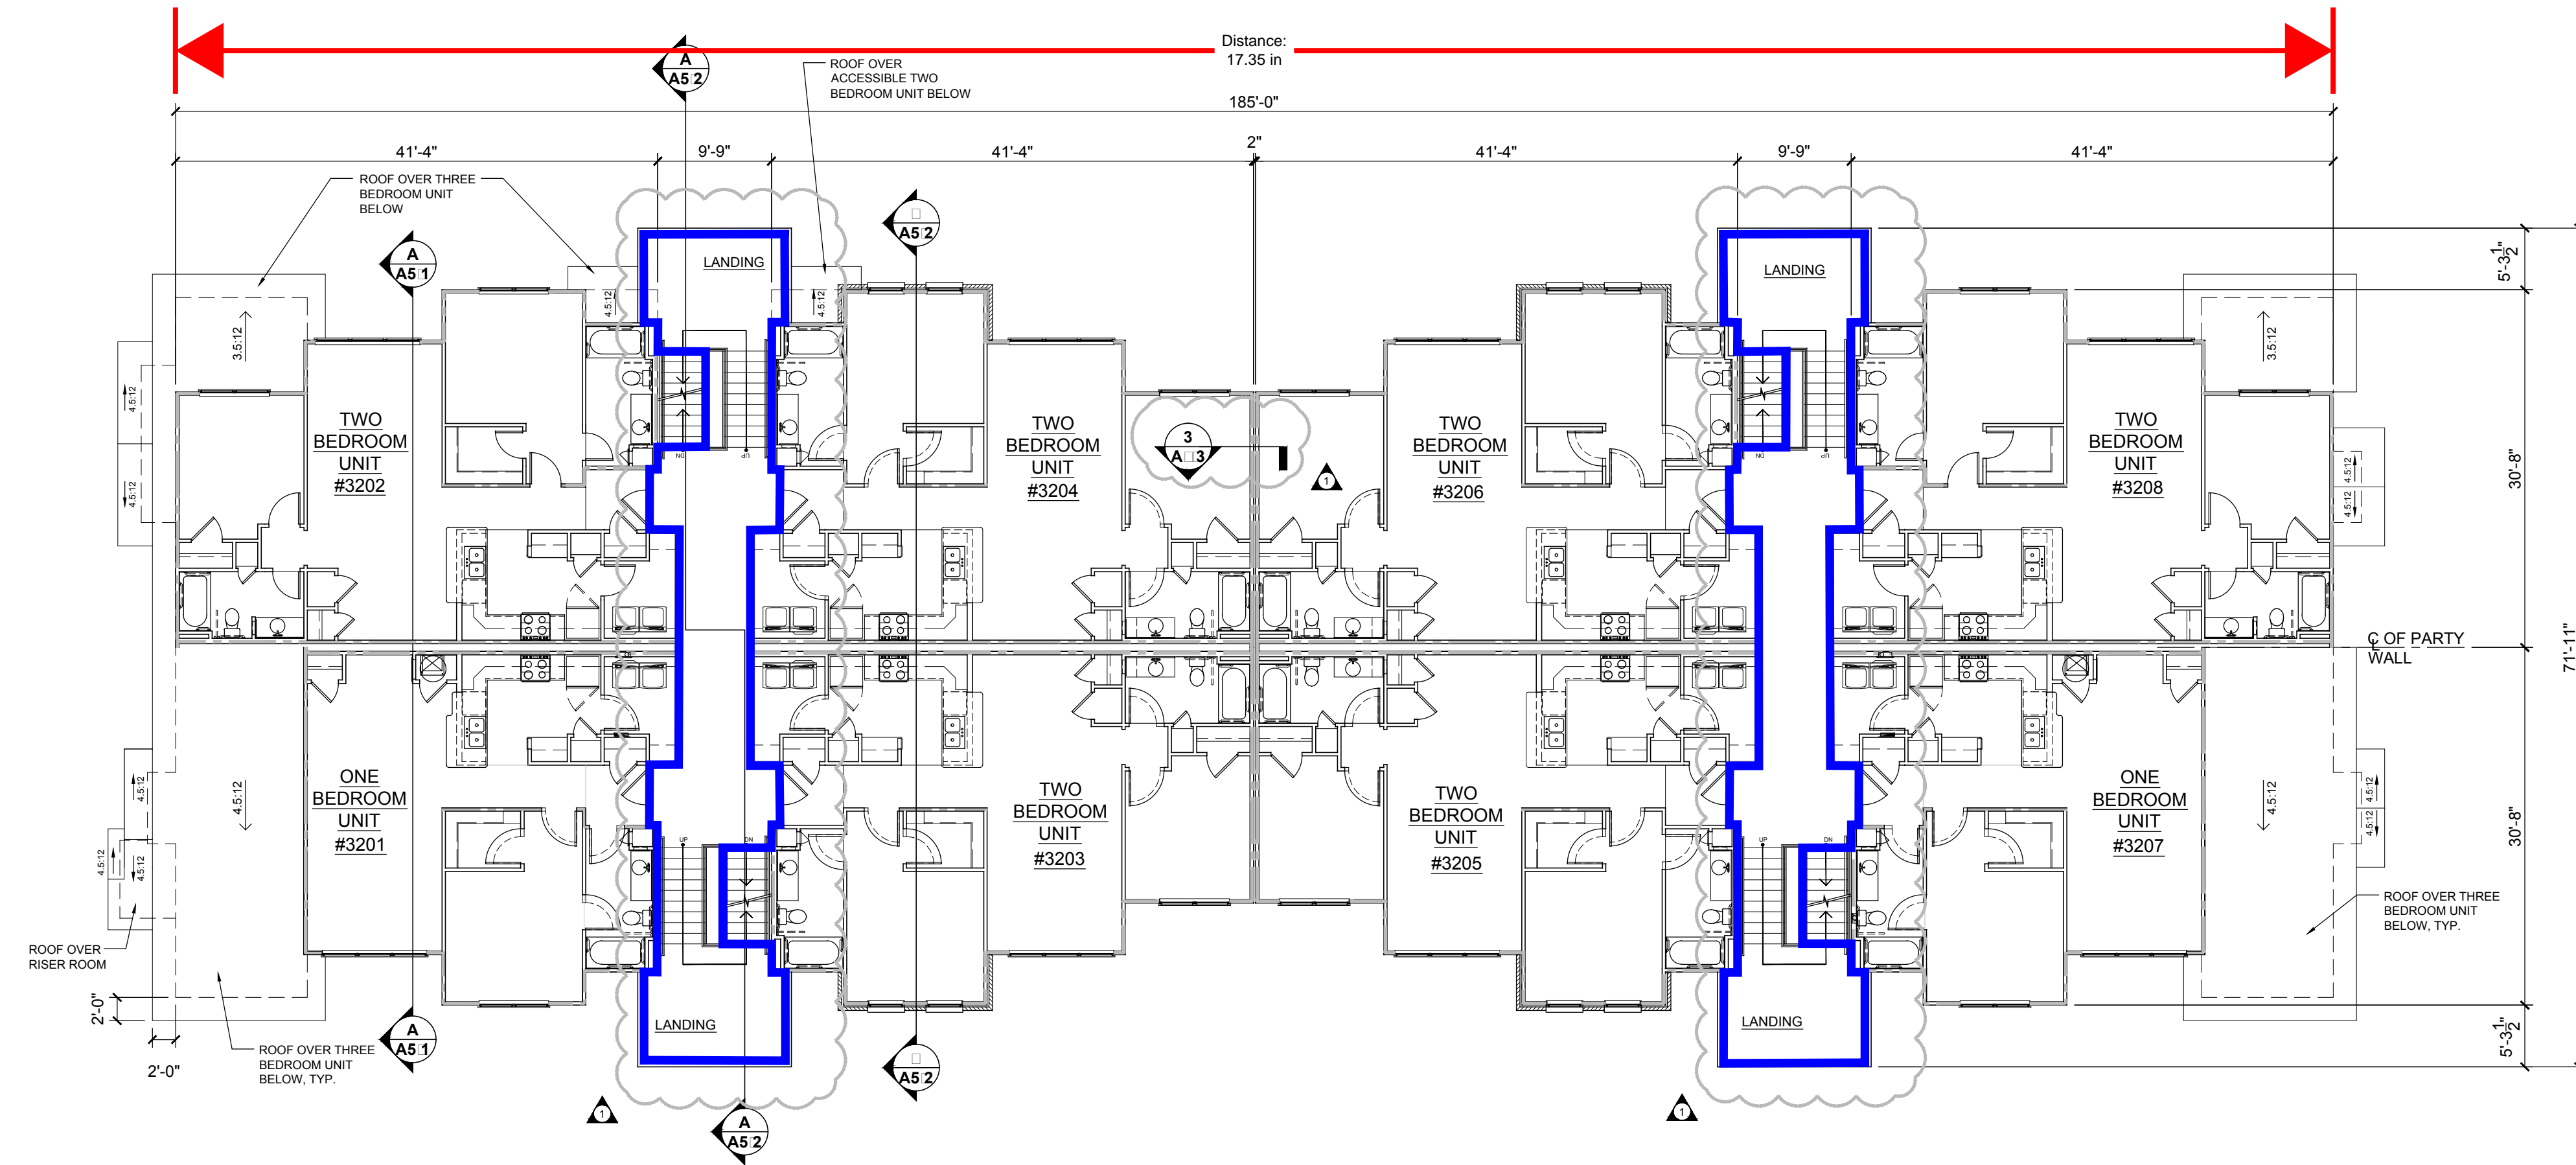 Distance:
17.35 in
A
A5 2
ROOF OVER
ACCESSIBLE TWO
BEDROOM UNIT BELOW
185'-0"
41'-4"
9'-9"
41'-4"
2"
41'-4"
9'-9"
41'-4"
ROOF OVER THREE
BEDROOM UNIT
BELOW
A5 2
A
A5 1
LANDING
LANDING
5'-3 1/2"
4.5:12
4.5:12
3.5:12
3.5:12
4.5:12
4.5:12
TWO
BEDROOM
UNIT
#3202
TWO
BEDROOM
UNIT
#3204
3
A 3
1
TWO
BEDROOM
UNIT
#3206
TWO
BEDROOM
UNIT
#3208
4.5:12
4.5:12
30'-8"
DN
UP
DN
UP
CL OF PARTY
WALL
71'-11"
ONE
BEDROOM
UNIT
#3201
TWO
BEDROOM
UNIT
#3203
TWO
BEDROOM
UNIT
#3205
ONE
BEDROOM
UNIT
#3207
4.5:12
4.5:12
4.5:12
4.5:12
4.5:12
4.5:12
4.5:12
UP
DN
UP
DN
30'-8"
ROOF OVER
RISER ROOM
ROOF OVER THREE
BEDROOM UNIT
BELOW, TYP.
2'-0"
2'-0"
A
A5 1
ROOF OVER THREE
BEDROOM UNIT
BELOW, TYP.
LANDING
LANDING
5'-3 1/2"
A5 2
1
1
A
A5 2